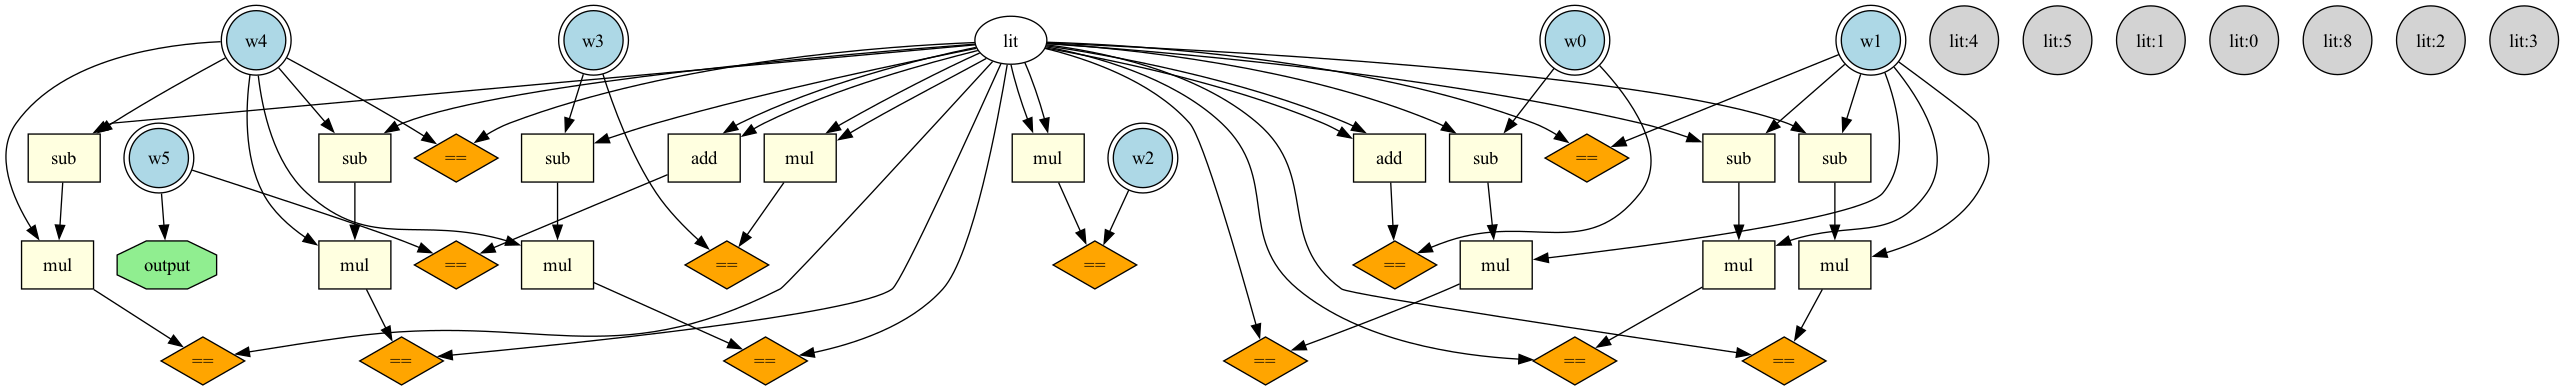 w4
w3
lit
w0
w1
lit:4
lit:5
lit:1
lit:0
lit:8
lit:2
lit:3
sub
w5
sub
==
sub
add
mul
mul
w2
add
sub
==
sub
sub
mul
output
mul
==
mul
==
==
==
mul
mul
mul
==
==
==
==
==
==